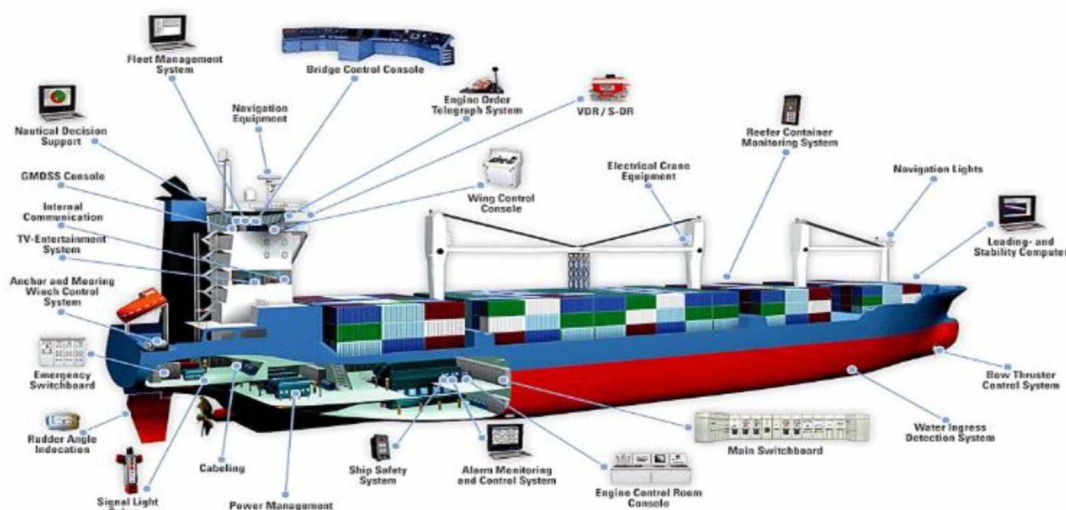 Fleet Management
System
Bridge Control Console
Engine Order
Telegraph System
VDR / S-DR
Navigation
Equipment
Nautical Decision
Support
Reefer Container
Monitoring System
GMDSS Console
Electrical Crane
Equipment
Navigation Lights
Wing Control
Console
Internal
Communication
TV-Entertainment
System
Loading- and
Stability Computer
Anchor and Mooring
Winch Control
System
Emergency
Switchboard
Bow Thruster
Control System
Rudder Angle
Indocation
Water Ingress
Detection System
Main Switchboard
Cabeling
Ship Safety
System
Alarm Monitoring
and Control System
Engine Control Room
Console
Signal Light
Power Management